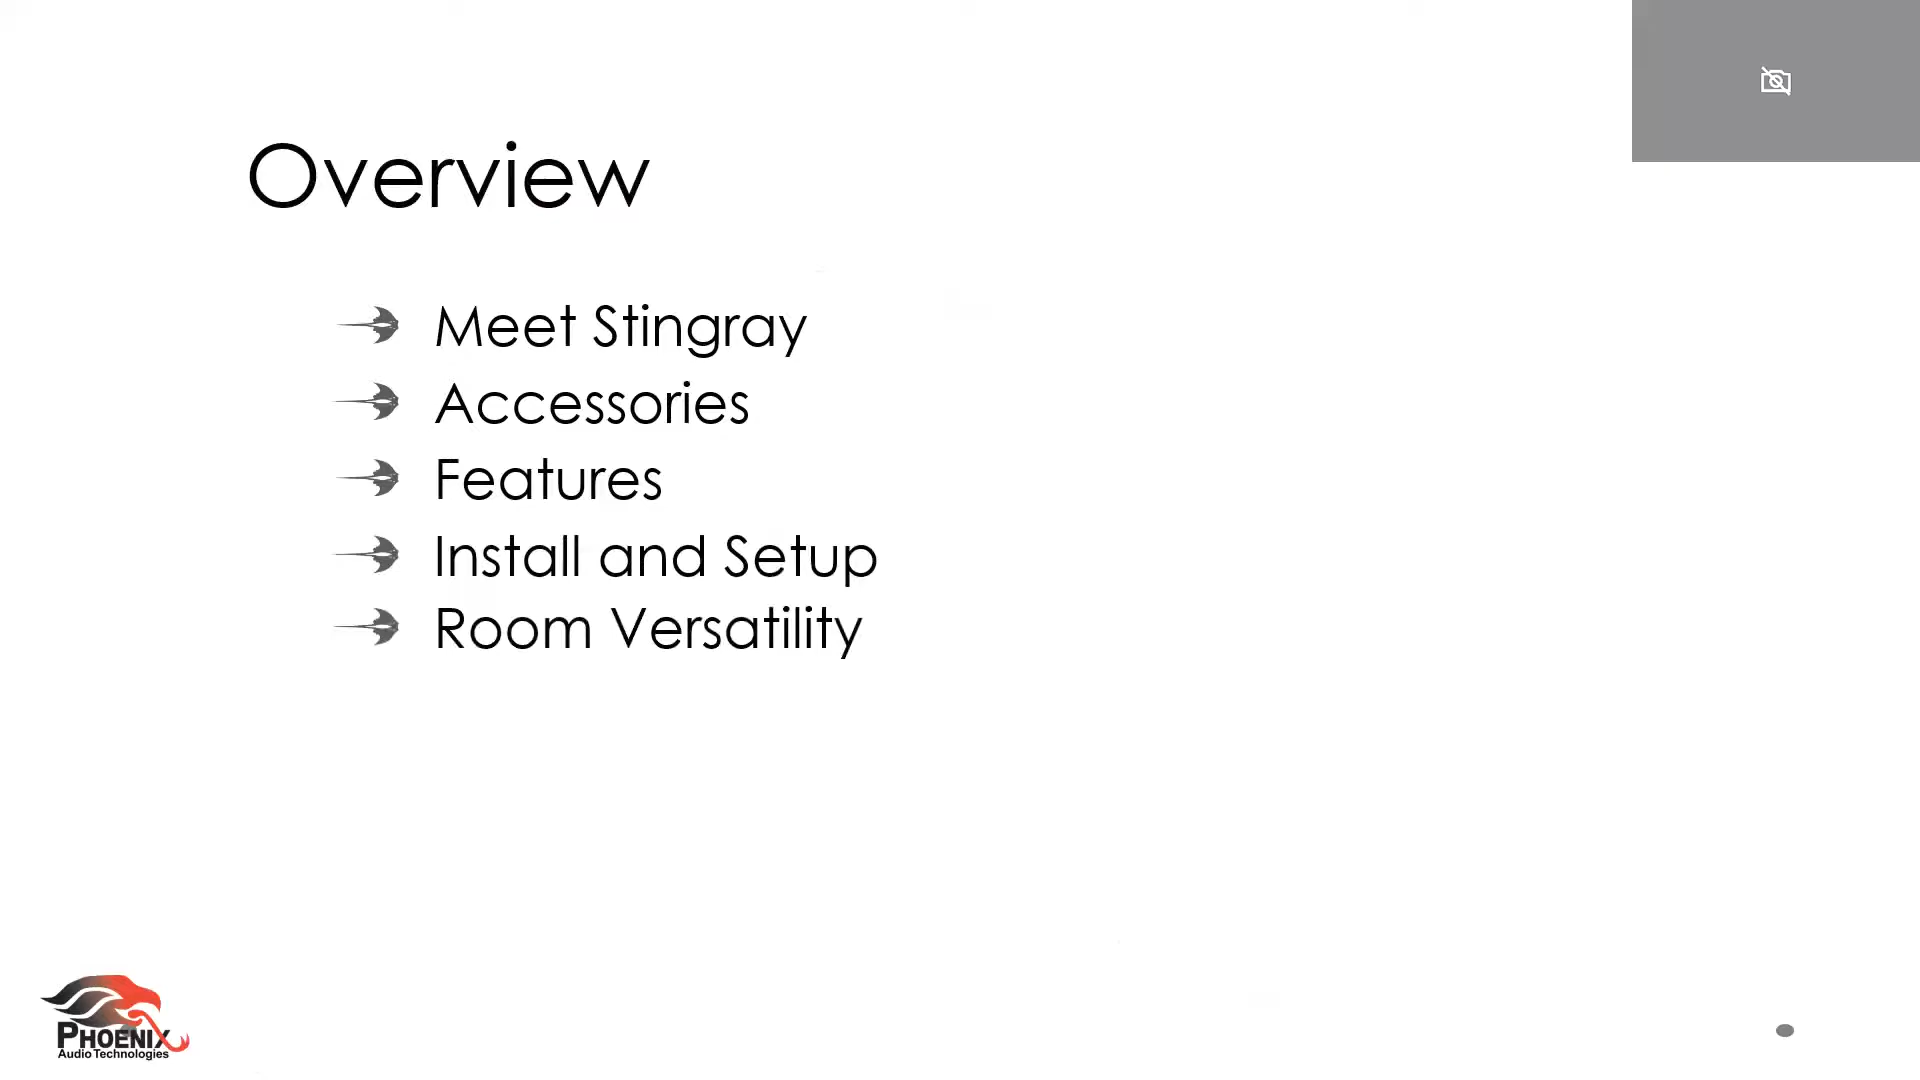 Overview
Meet Stingray
Accessories
Features
Install and Setup
Room Versatility
PHOENIX
Audio Technologies